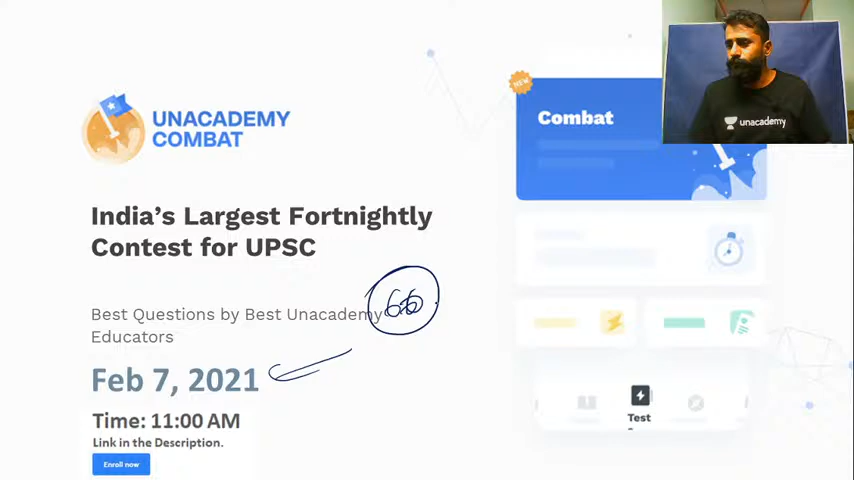 UNACADEMY
COMBAT
India's Largest Fortnightly
Contest for UPSC
Best Questions by Best Unacademy
Educators
Feb 7, 2021
Time: 11:00 AM
Link in the Description.
Enroll now
NEW
Combat
Test
unacademy